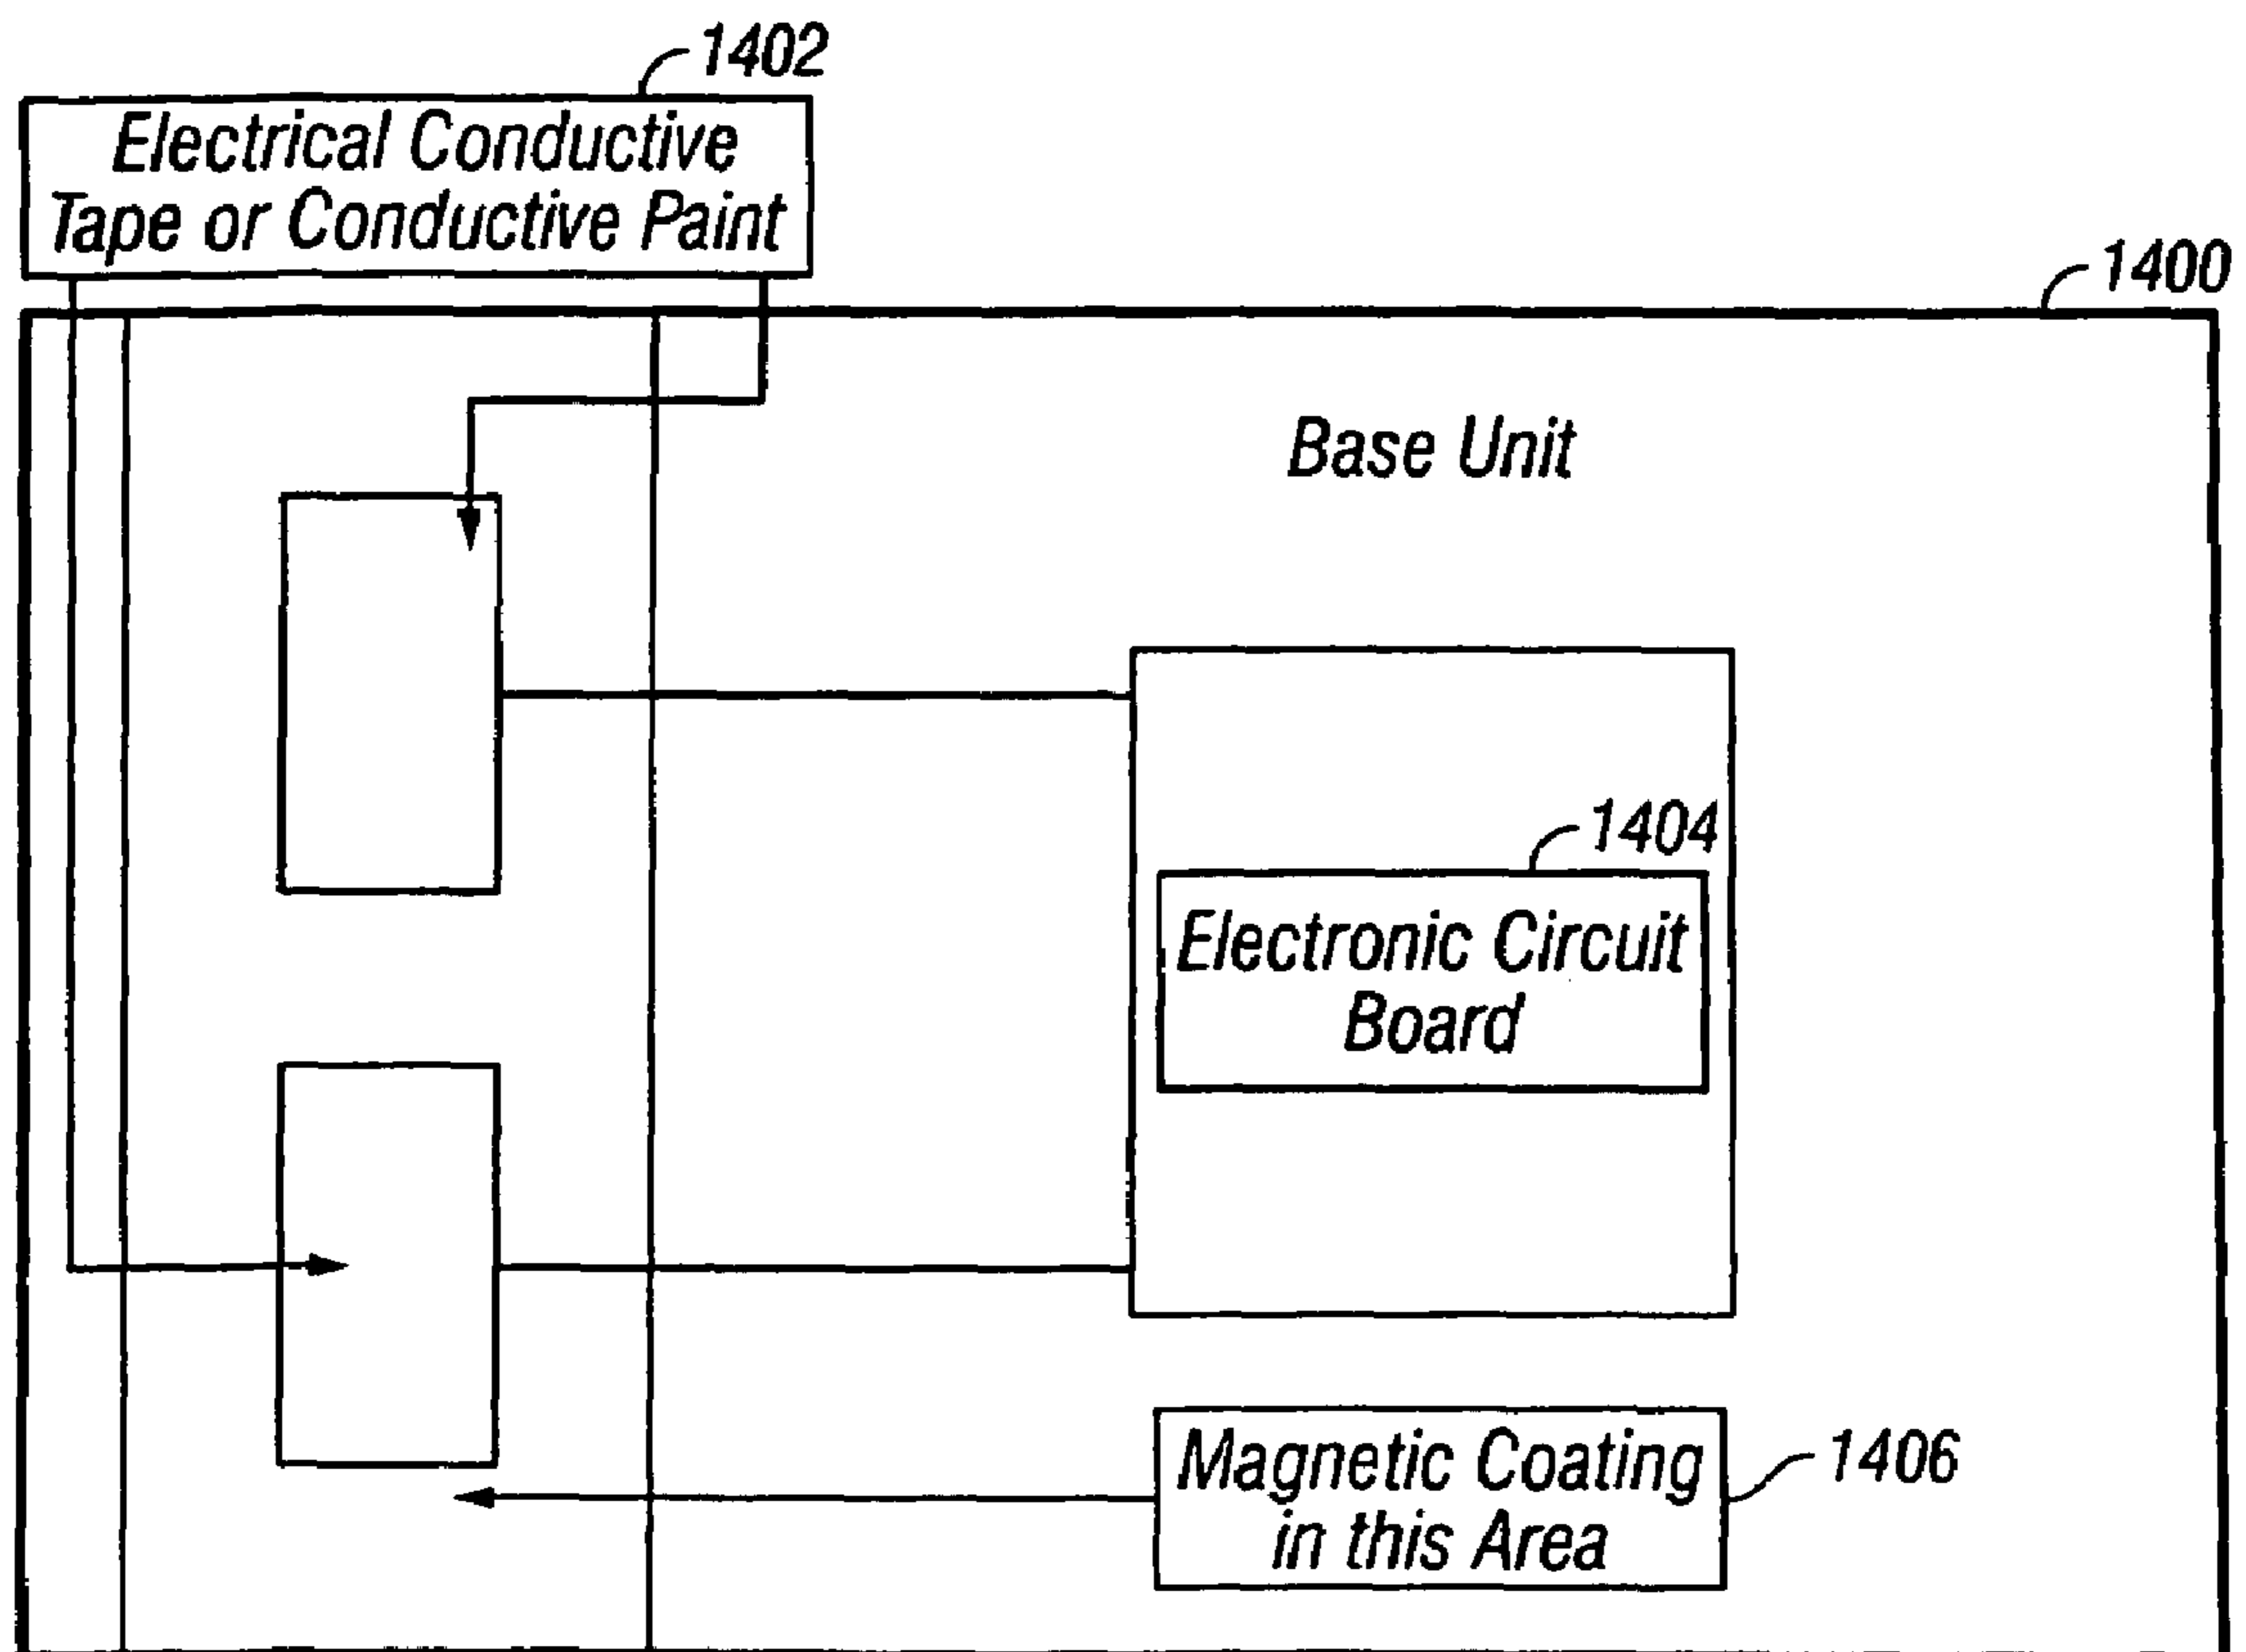 1402
Electrical Conductive
Tape or Conductive Paint
1400
Base Unit
1404
Electronic Circuit
Board
Magnetic Coating
in this Area
1406